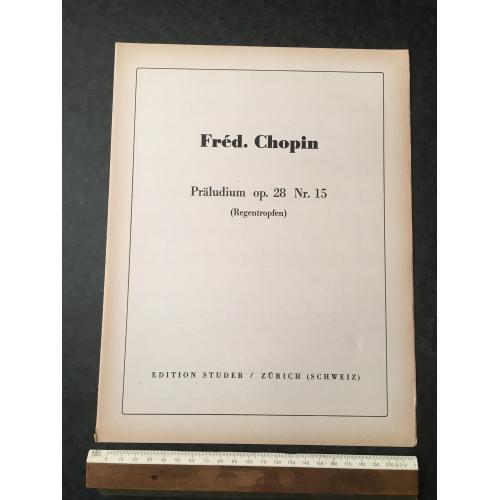 Fréd. Chopin
Präludium op. 28 Nr. 15
(Regentropfen)
EDITION STUDER / ZÜRICH (SCHWEIZ)